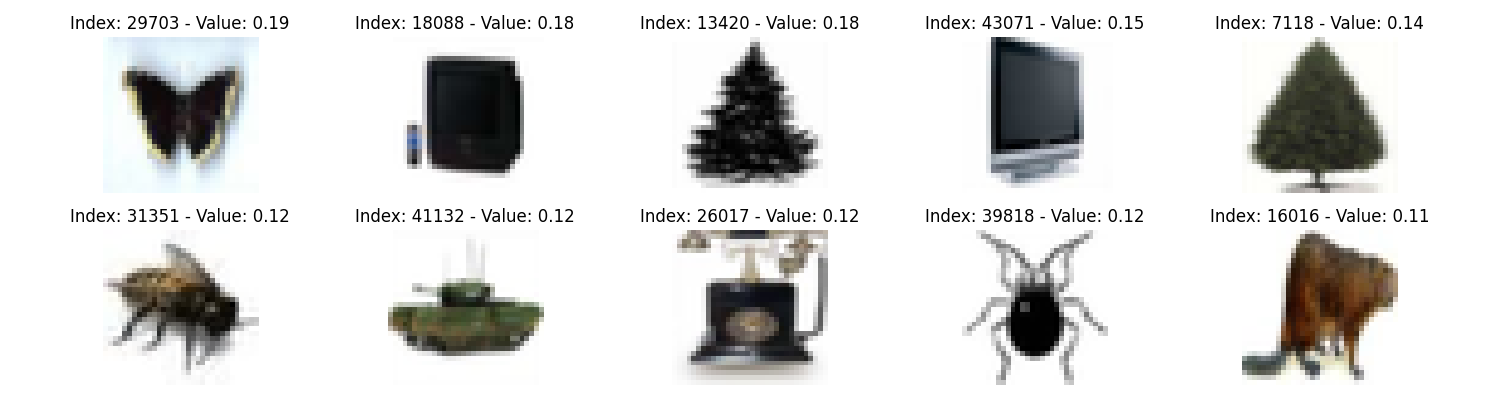 Index: 29703 - Value: 0.19
Index: 18088 - Value: 0.18
Index: 13420 - Value: 0.18
Index: 43071 - Value: 0.15
Index: 7118 - Value: 0.14
Index: 31351 - Value: 0.12
Index: 41132 - Value: 0.12
Index: 26017 - Value: 0.12
Index: 39818 - Value: 0.12
Index: 16016 - Value: 0.11